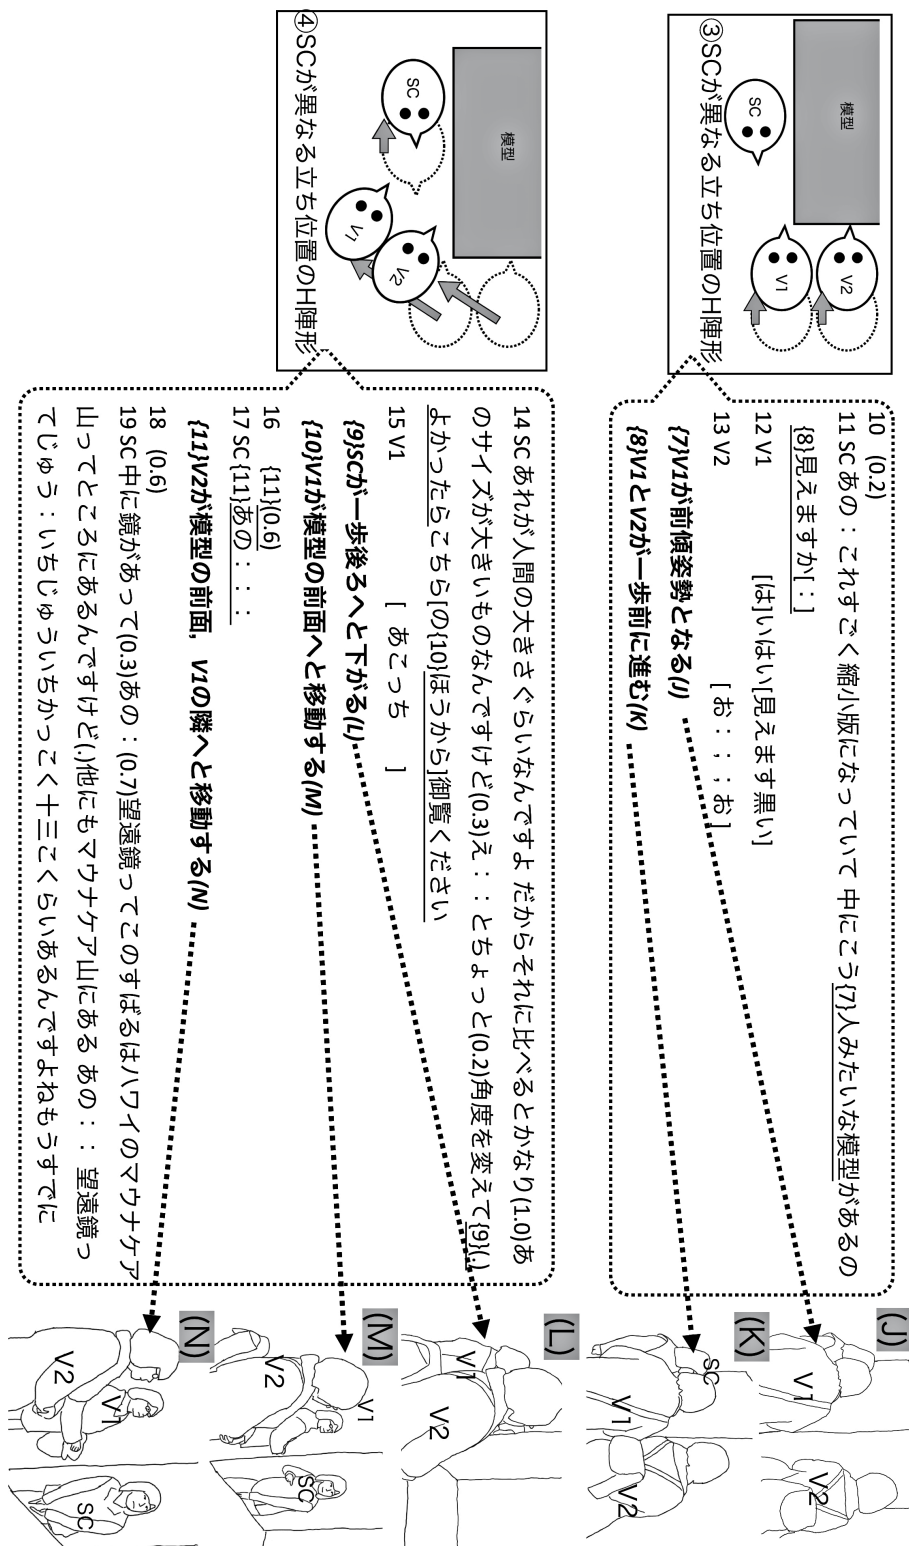 ③SCが異なる立ち位置のH陣形
模型
SC
V1
V2
10 (0.2)
11 SC あの：これすごく縮小版になっていて 中にこう{7}人みたいな模型があるの
{8}見えますか[：]
12 V1 [は]いはい[見えます黒い]
13 V2 [お：；；お]
{7}V1が前傾姿勢となる(J)
{8}V1とV2が一歩前に進む(K)
(J)
V1
V2
(K)
SC
V1
V2
④SCが異なる立ち位置のH陣形
模型
SC
V1
V2
14 SC あれが人間の大きさぐらいなんですよ だからそれに比べるとかなり(1.0)あ
のサイズが大きいものなんですけど(0.3)え：：とちょっと(0.2)角度を変えて{9}(.)
よかったらこちら[の{10}ほうから]御覧ください
15 V1 [ あこっち ]
{9}SCが一歩後ろへと下がる(L)
{10}V1が模型の前面へと移動する(M)
16 {11}(0.6)
17 SC {11}あの：：：
{11}V2が模型の前面，V1の隣へと移動する(N)
18 (0.6)
19 SC 中に鏡があって(0.3)あの：(0.7)望遠鏡ってこのすばるはハワイのマウナケア
山ってところにあるんですけど()他にもマウナケア山にある あの：：望遠鏡っ
てじゅう：いちじゅういちかっこく十三こくらいあるんですよねもうすでに
(L)
V1
V2
(M)
V1
V2
SC
(N)
V1
V2
SC